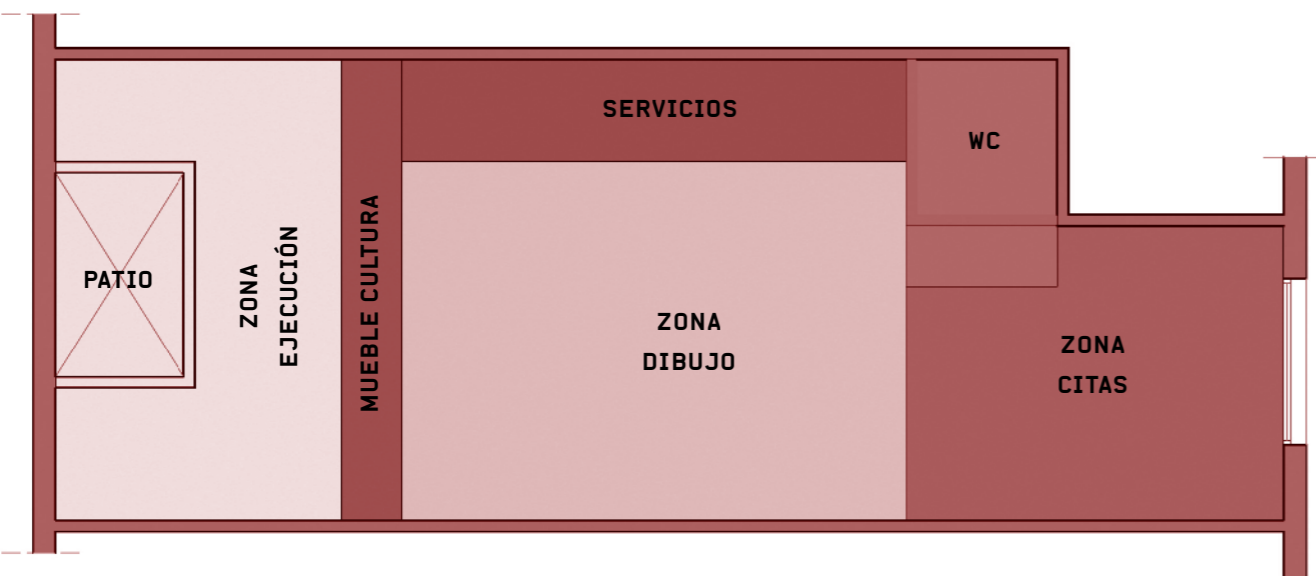 PATIO
ZONA
EJECUCIÓN
MUEBLE CULTURA
SERVICIOS
WC
ZONA
DIBUJO
ZONA
CITAS